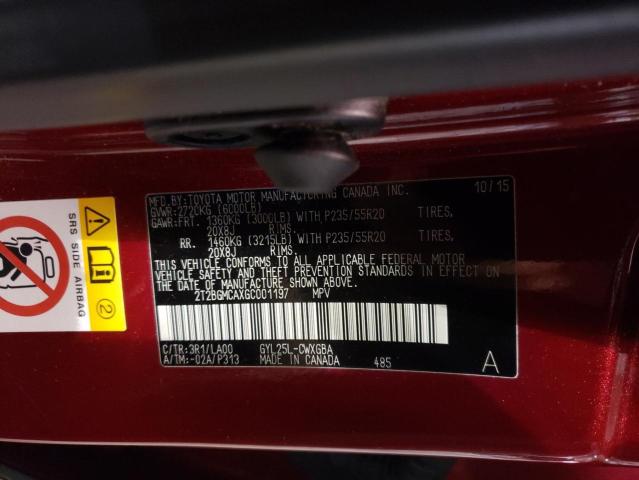 MFD.BY:TOYOTA MOTOR MANUFACTURING CANADA INC. 10/15
GVWR:2720KG (6000LB)
GAWR:FRT. 1360KG (3000LB) WITH P235/55R20 TIRES,
20X8J RIMS.
RR. 1460KG (3215LB) WITH P235/55R20 TIRES,
20X8J RIMS.
THIS VEHICLE CONFORMS TO ALL APPLICABLE FEDERAL MOTOR
VEHICLE SAFETY AND THEFT PREVENTION STANDARDS IN EFFECT ON
THE DATE OF MANUFACTURE SHOWN ABOVE.
2T2BGMCAXGC001197 MPV
C/TR:3R1/LA00 GYL25L-CWXGBA
A/TM:-02A/P313 MADE IN CANADA 485 A
SRS SIDE AIRBAG
2